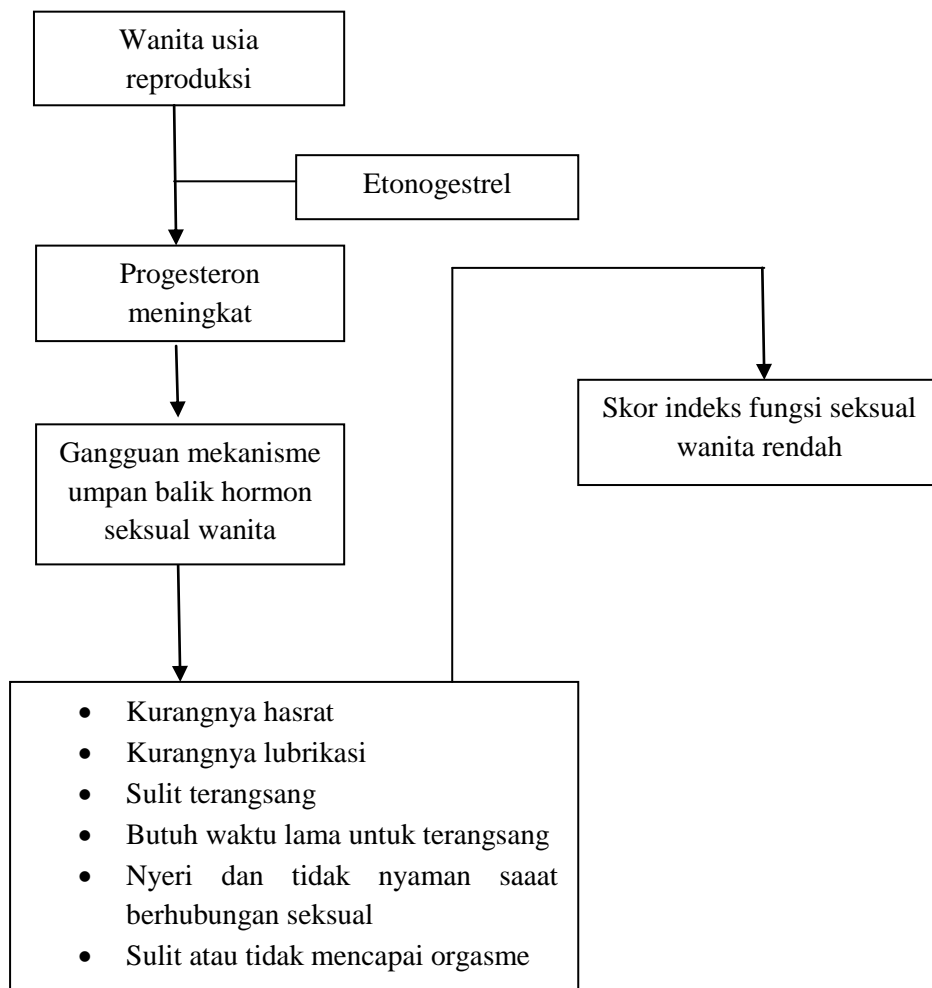 Wanita usia
reproduksi
Etonogestrel
Progesteron
meningkat
Gangguan mekanisme
umpan balik hormon
seksual wanita
Skor indeks fungsi seksual
wanita rendah
• Kurangnya hasrat
• Kurangnya lubrikasi
• Sulit terangsang
• Butuh waktu lama untuk terangsang
• Nyeri dan tidak nyaman saaat
berhubungan seksual
• Sulit atau tidak mencapai orgasme